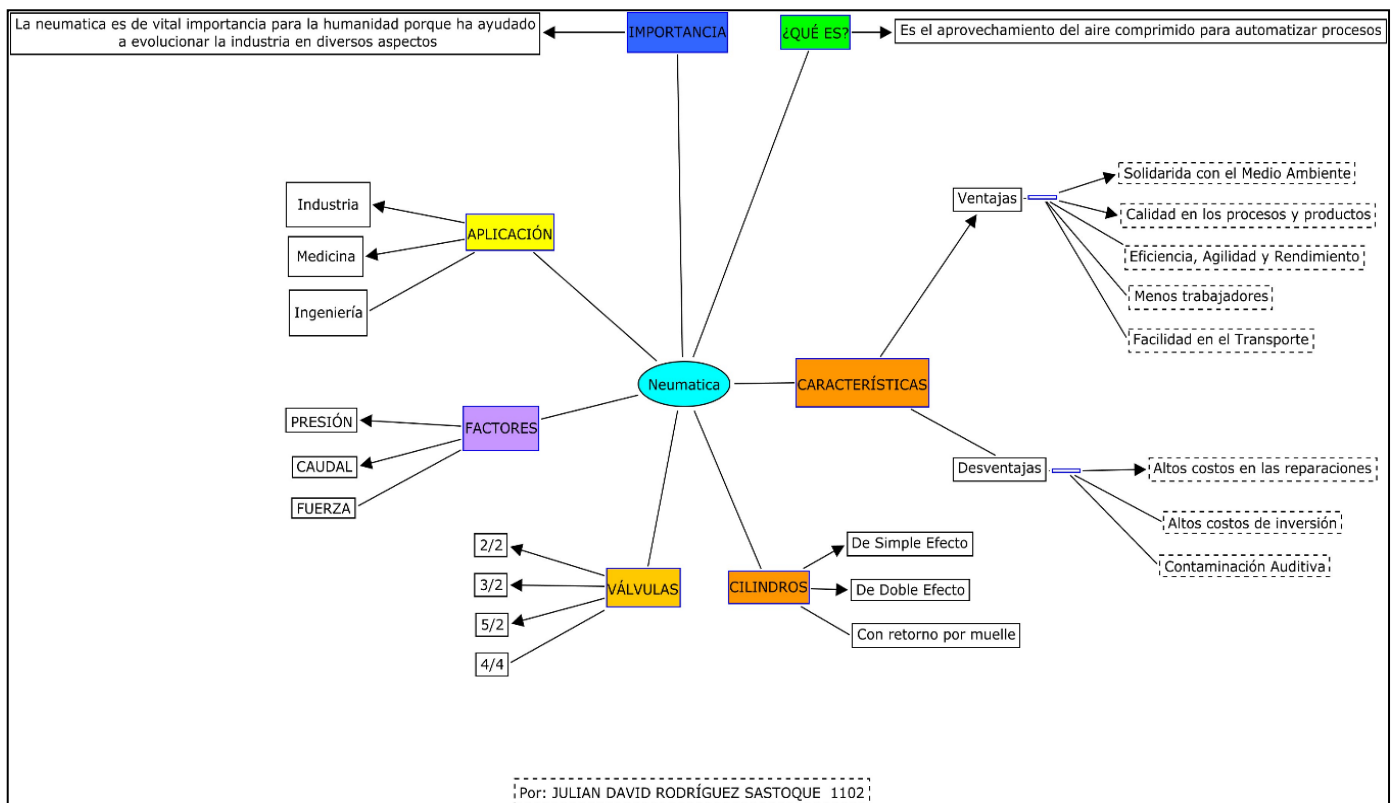 La neumatica es de vital importancia para la humanidad porque ha ayudado
a evolucionar la industria en diversos aspectos
IMPORTANCIA
¿QUÉ ES?
Es el aprovechamiento del aire comprimido para automatizar procesos
Industria
Medicina
Ingeniería
APLICACIÓN
Ventajas
Solidarida con el Medio Ambiente
Calidad en los procesos y productos
Eficiencia, Agilidad y Rendimiento
Menos trabajadores
Facilidad en el Transporte
Neumatica
CARACTERÍSTICAS
PRESIÓN
CAUDAL
FUERZA
FACTORES
Desventajas
Altos costos en las reparaciones
Altos costos de inversión
Contaminación Auditiva
2/2
3/2
5/2
4/4
VÁLVULAS
CILINDROS
De Simple Efecto
De Doble Efecto
Con retorno por muelle
Por: JULIAN DAVID RODRÍGUEZ SASTOQUE 1102